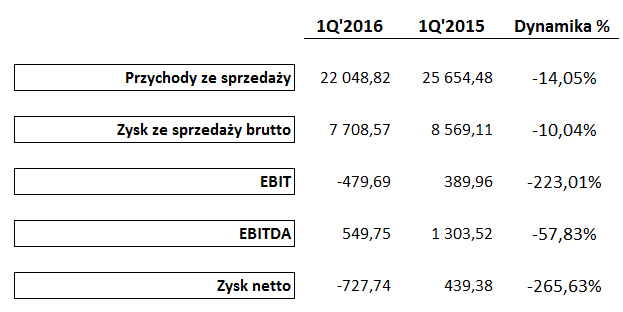 1Q'2016 1Q'2015 Dynamika %
Przychody ze sprzedaży 22 048,82 25 654,48 -14,05%
Zysk ze sprzedaży brutto 7 708,57 8 569,11 -10,04%
EBIT -479,69 389,96 -223,01%
EBITDA 549,75 1 303,52 -57,83%
Zysk netto -727,74 439,38 -265,63%